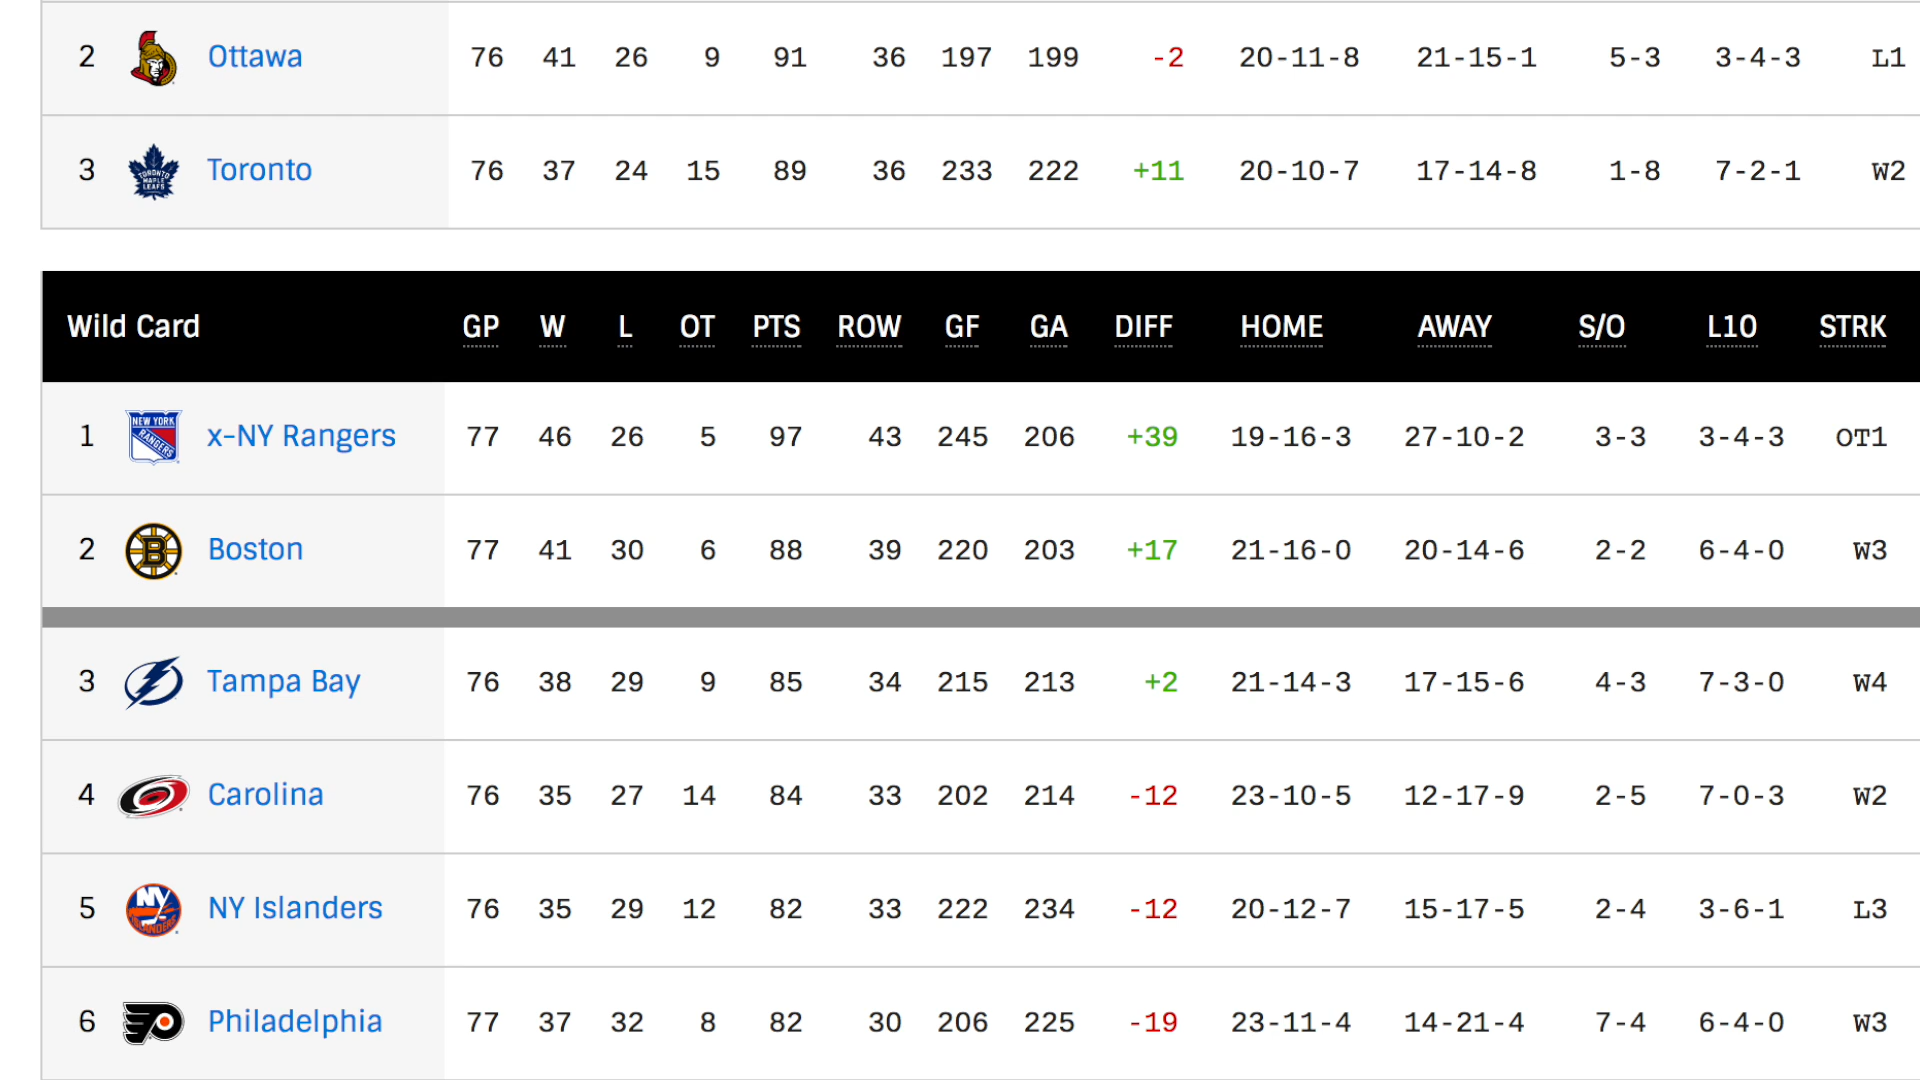 2 Ottawa 76 41 26 9 91 36 197 199 -2 20-11-8 21-15-1 5-3 3-4-3 L1
3 TORONTO MAPLE LEAFS Toronto 76 37 24 15 89 36 233 222 +11 20-10-7 17-14-8 1-8 7-2-1 W2
Wild Card GP W L OT PTS ROW GF GA DIFF HOME AWAY S/O L10 STRK
1 NEW YORK RANGERS x-NY Rangers 77 46 26 5 97 43 245 206 +39 19-16-3 27-10-2 3-3 3-4-3 OT1
2 B Boston 77 41 30 6 88 39 220 203 +17 21-16-0 20-14-6 2-2 6-4-0 W3
3 Tampa Bay 76 38 29 9 85 34 215 213 +2 21-14-3 17-15-6 4-3 7-3-0 W4
4 Carolina 76 35 27 14 84 33 202 214 -12 23-10-5 12-17-9 2-5 7-0-3 W2
5 NY ISLANDERS NY Islanders 76 35 29 12 82 33 222 234 -12 20-12-7 15-17-5 2-4 3-6-1 L3
6 Philadelphia 77 37 32 8 82 30 206 225 -19 23-11-4 14-21-4 7-4 6-4-0 W3